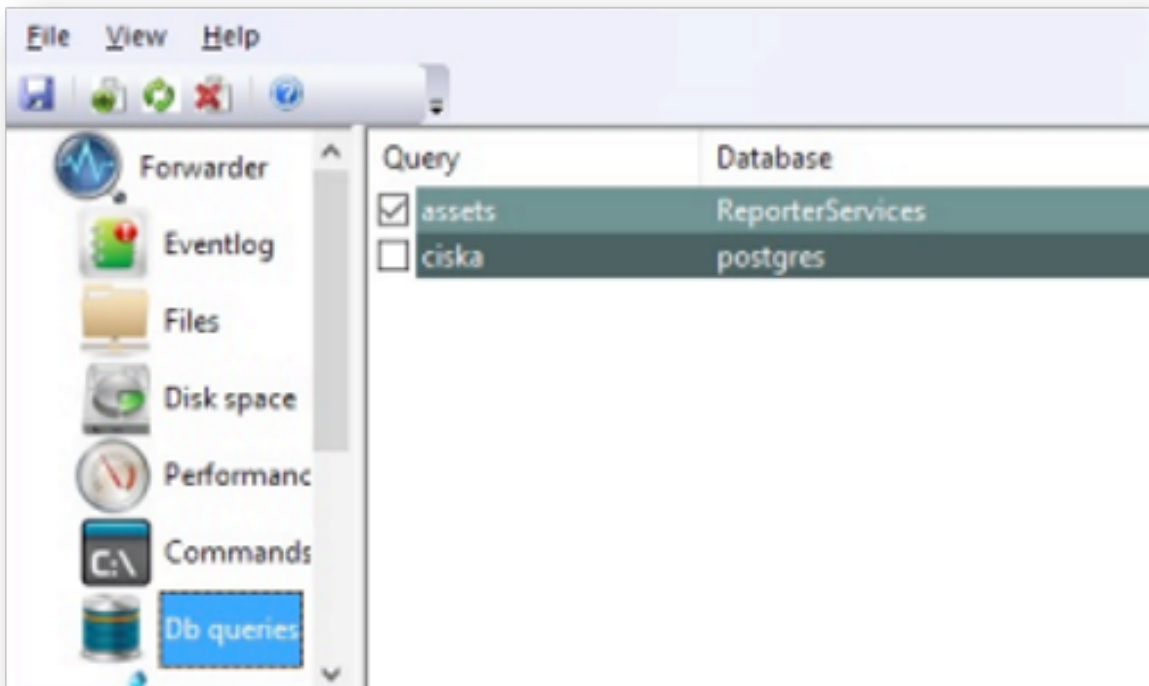 File View Help
Forwarder
Eventlog
Files
Disk space
Performanc
Commands
C:\
Db queries
Query Database
assets ReporterServices
ciska postgres